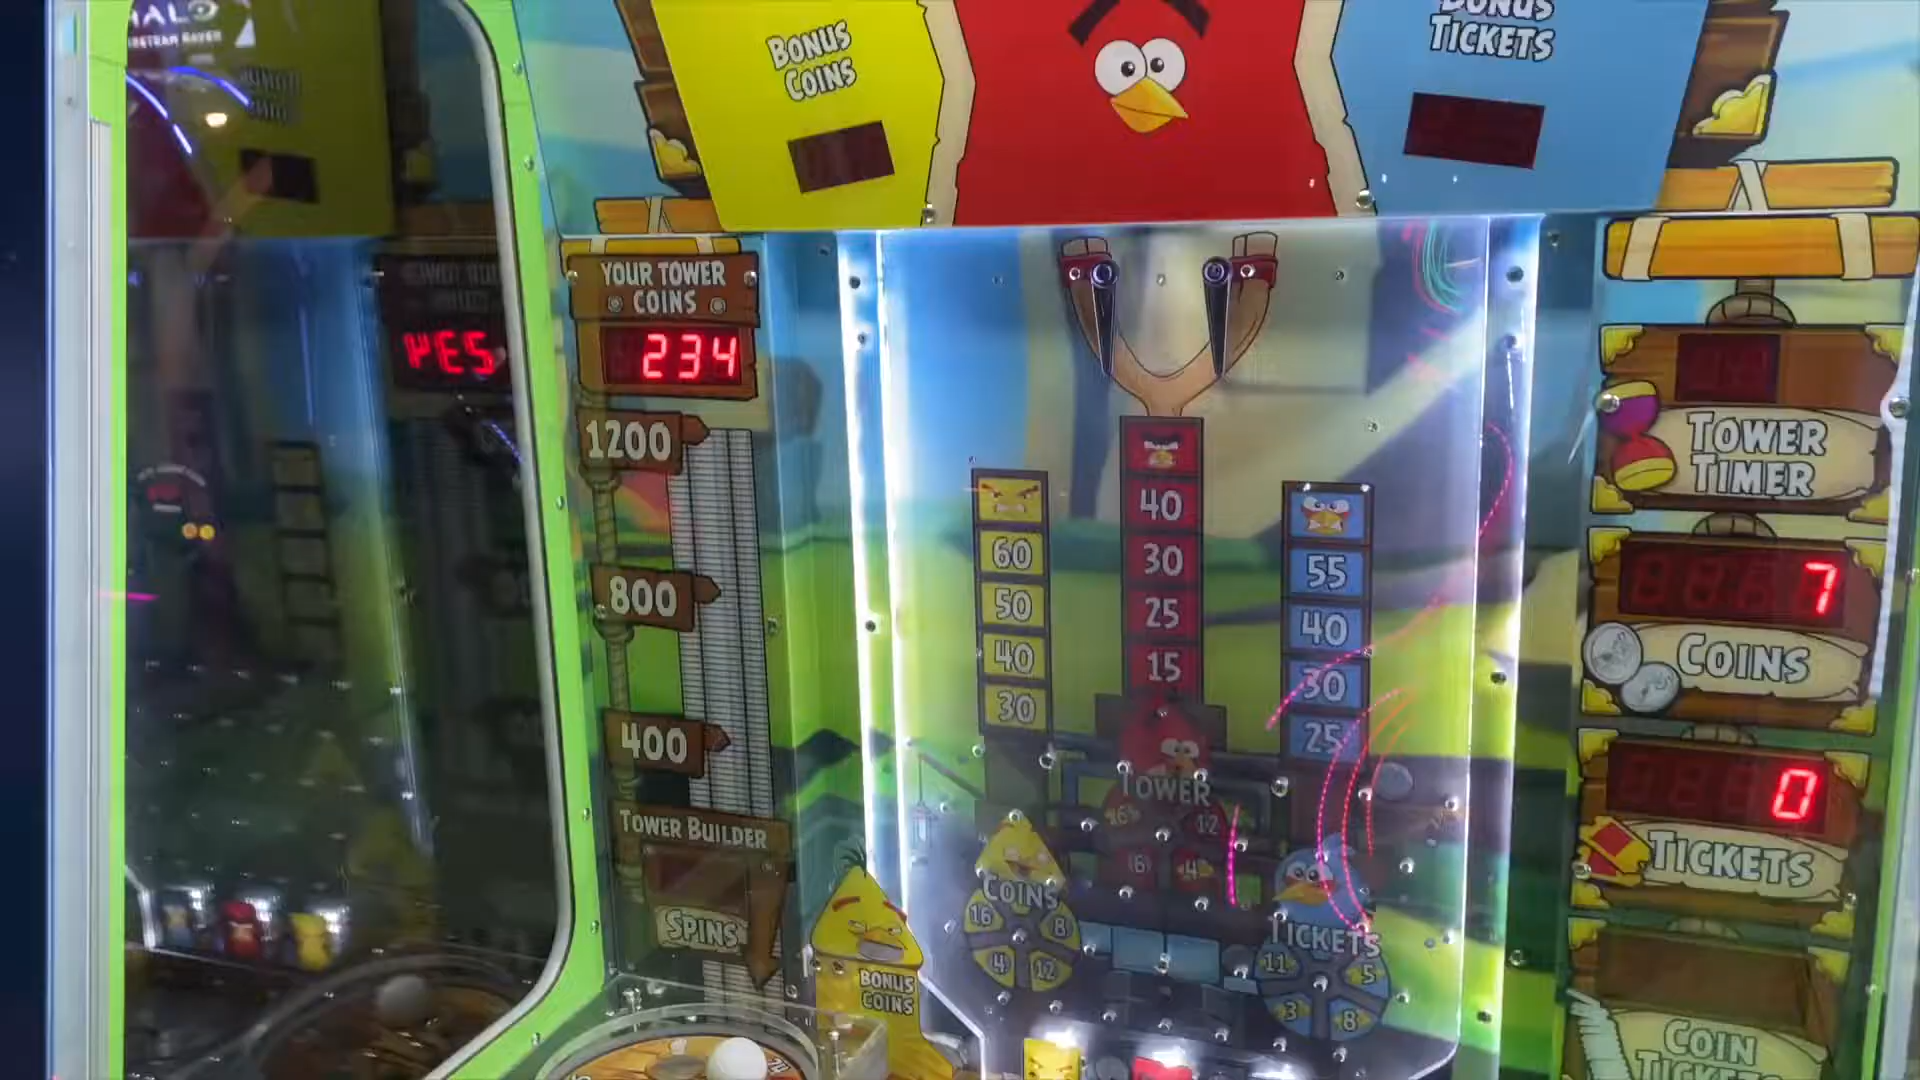 HALO
BONUS
COINS
BONUS
TICKETS
YOUR TOWER
COINS
234
1200
800
400
TOWER BUILDER
SPINS
BONUS
COINS
60
50
40
30
40
30
25
15
55
40
30
25
TOWER
16
12
6
4
COINS
16
8
4
12
TICKETS
11
5
3
8
TOWER
TIMER
7
COINS
0
TICKETS
COIN
TICKETS